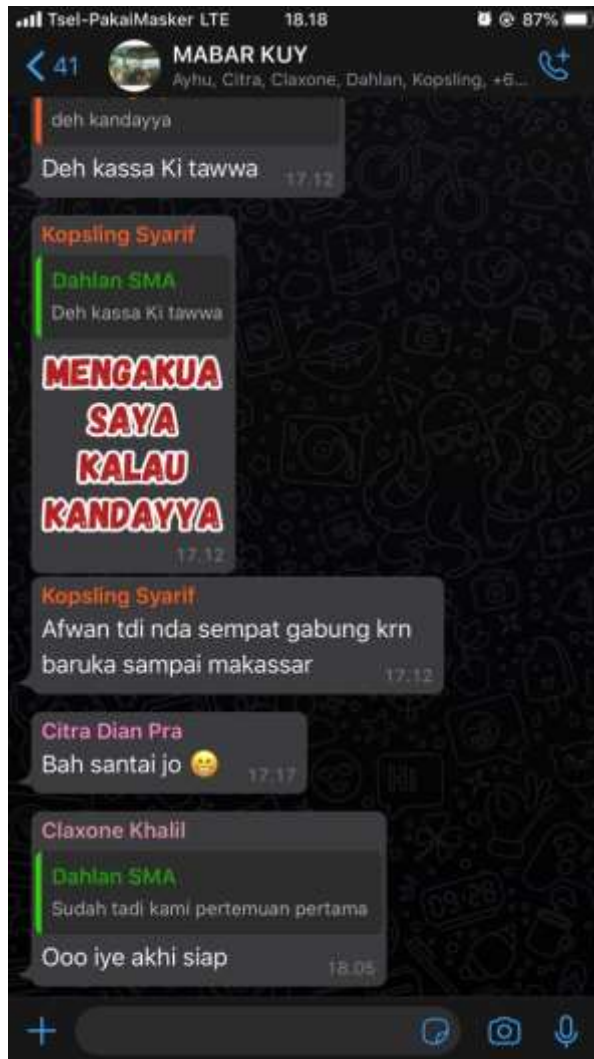 Tsel-PakaiMasker LTE 18.18 87%
41 MABAR KUY
Ayhu, Citra, Claxone, Dahlan, Kopsling, +6...
deh kandayya
Deh kassa Ki tawwa 17.12
Kopsling Syarif
Dahlan SMA
Deh kassa Ki tawwa
MENGAKUA
SAYA
KALAU
KANDAYYA
17.12
Kopsling Syarif
Afwan tdi nda sempat gabung krn
baruka sampai makassar 17.12
Citra Dian Pra
Bah santai jo 😬 17.17
Claxone Khalil
Dahlan SMA
Sudah tadi kami pertemuan pertama
Ooo iye akhi siap 18.05